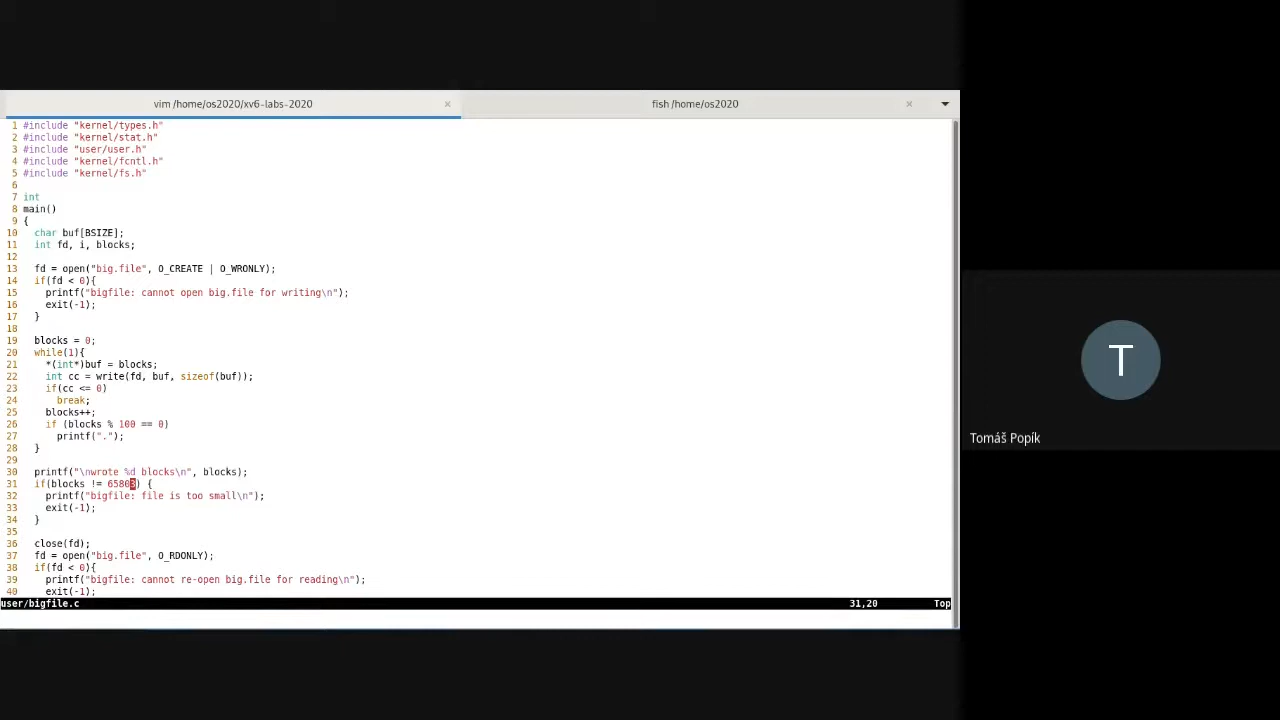 vim /home/os2020/xv6-labs-2020 × fish /home/os2020 ×
1 #include "kernel/types.h"
2 #include "kernel/stat.h"
3 #include "user/user.h"
4 #include "kernel/fcntl.h"
5 #include "kernel/fs.h"
6
7 int
8 main()
9 {
10   char buf[BSIZE];
11   int fd, i, blocks;
12
13   fd = open("big.file", O_CREATE | O_WRONLY);
14   if(fd < 0){
15     printf("bigfile: cannot open big.file for writing\n");
16     exit(-1);
17   }
18
19   blocks = 0;
20   while(1){
21     *(int*)buf = blocks;
22     int cc = write(fd, buf, sizeof(buf));
23     if(cc <= 0)
24       break;
25     blocks++;
26     if (blocks % 100 == 0)
27       printf(".");
28   }
29
30   printf("\nwrote %d blocks\n", blocks);
31   if(blocks != 65803) {
32     printf("bigfile: file is too small\n");
33     exit(-1);
34   }
35
36   close(fd);
37   fd = open("big.file", O_RDONLY);
38   if(fd < 0){
39     printf("bigfile: cannot re-open big.file for reading\n");
40     exit(-1);
user/bigfile.c 31,20 Top
T
Tomáš Popík